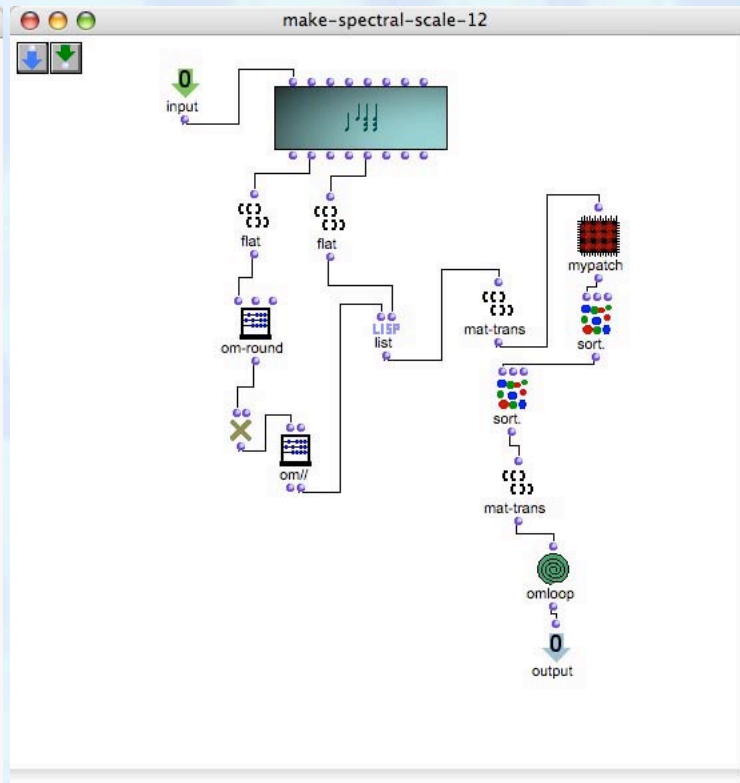 make-spectral-scale-12
0
input
flat
flat
mypatch
om-round
LISP
list
mat-trans
sort.
sort.
om//
mat-trans
omloop
0
output